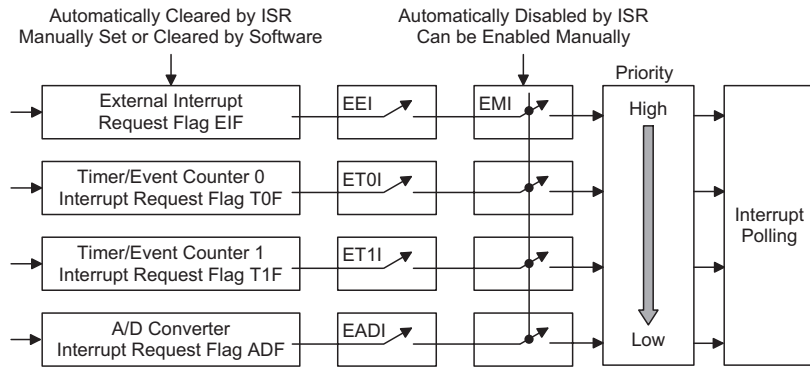 Automatically Cleared by ISR
Manually Set or Cleared by Software
Automatically Disabled by ISR
Can be Enabled Manually
Priority
External Interrupt
Request Flag EIF
EEI
EMI
High
Timer/Event Counter 0
Interrupt Request Flag T0F
ET0I
Interrupt
Polling
Timer/Event Counter 1
Interrupt Request Flag T1F
ET1I
A/D Converter
Interrupt Request Flag ADF
EADI
Low